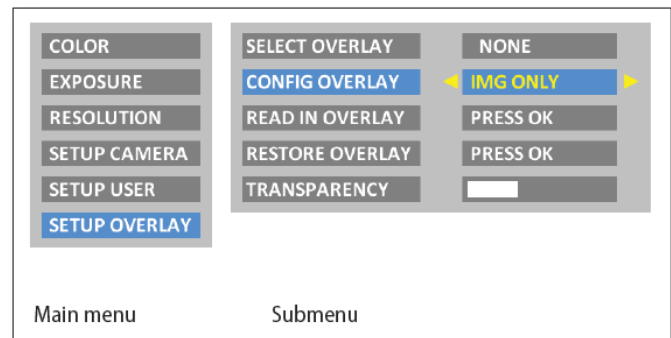 COLOR
EXPOSURE
RESOLUTION
SETUP CAMERA
SETUP USER
SETUP OVERLAY
SELECT OVERLAY NONE
CONFIG OVERLAY IMG ONLY
READ IN OVERLAY PRESS OK
RESTORE OVERLAY PRESS OK
TRANSPARENCY
Main menu Submenu